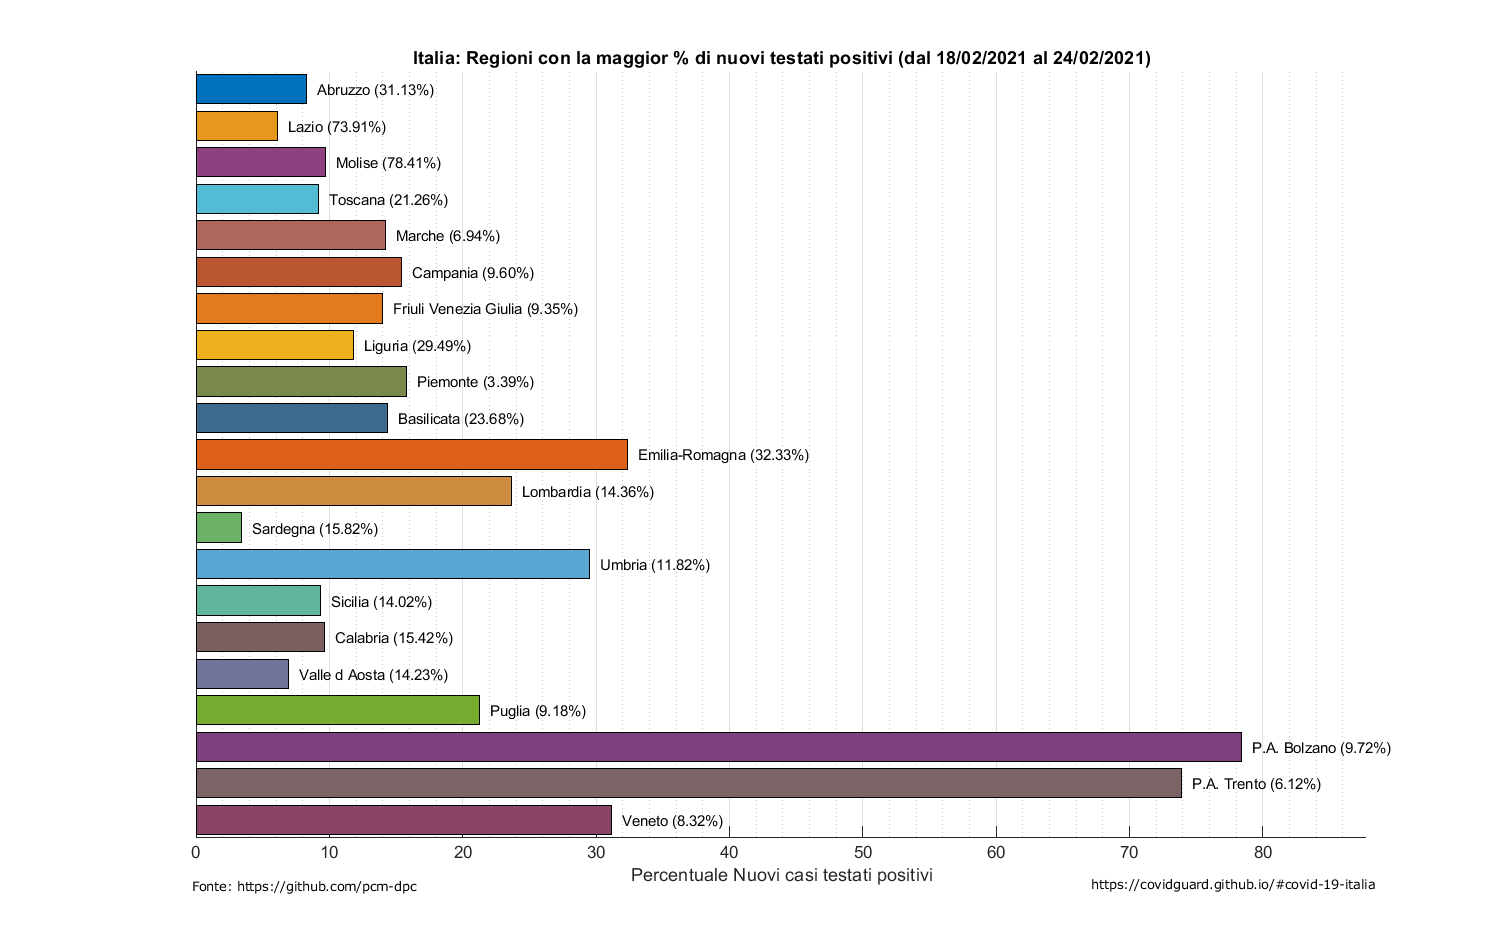 Italia: Regioni con la maggior % di nuovi testati positivi (dal 18/02/2021 al 24/02/2021)
Abruzzo (31.13%)
Lazio (73.91%)
Molise (78.41%)
Toscana (21.26%)
Marche (6.94%)
Campania (9.60%)
Friuli Venezia Giulia (9.35%)
Liguria (29.49%)
Piemonte (3.39%)
Basilicata (23.68%)
Emilia-Romagna (32.33%)
Lombardia (14.36%)
Sardegna (15.82%)
Umbria (11.82%)
Sicilia (14.02%)
Calabria (15.42%)
Valle d Aosta (14.23%)
Puglia (9.18%)
P.A. Bolzano (9.72%)
P.A. Trento (6.12%)
Veneto (8.32%)
0 10 20 30 40 50 60 70 80
Percentuale Nuovi casi testati positivi
Fonte: https://github.com/pcm-dpc
https://covidguard.github.io/#covid-19-italia